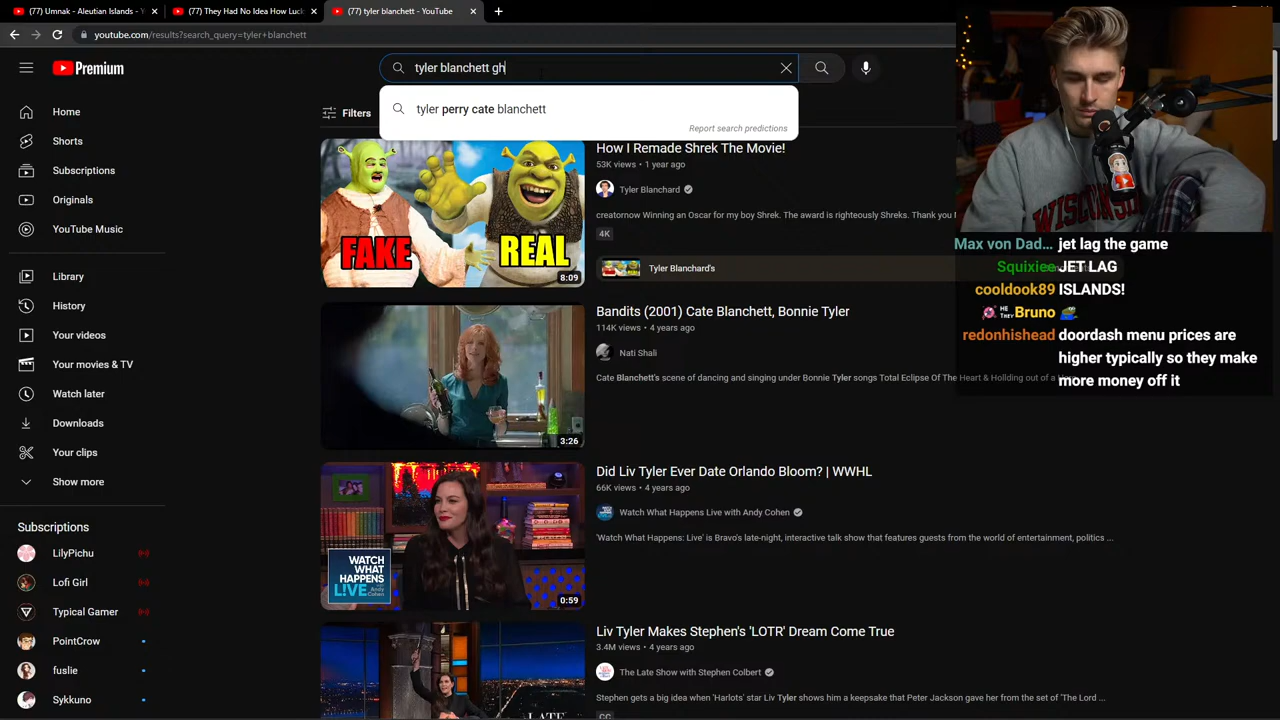 (77) Umnak - Aleutian Islands - Y
(77) They Had No Idea How Luck
(77) tyler blanchett - YouTube
youtube.com/results?search_query=tyler+blanchett
Premium
tyler blanchett gh
tyler perry cate blanchett
Report search predictions
Home
Shorts
Subscriptions
Originals
YouTube Music
Library
History
Your videos
Your movies & TV
Watch later
Downloads
Your clips
Show more
Subscriptions
LilyPichu
Lofi Girl
Typical Gamer
PointCrow
fuslie
Sykkuno
Filters
FAKE
REAL
8:09
How I Remade Shrek The Movie!
53K views • 1 year ago
Tyler Blanchard
creatornow Winning an Oscar for my boy Shrek. The award is righteously Shreks. Thank you
4K
Tyler Blanchard's
3:26
Bandits (2001) Cate Blanchett, Bonnie Tyler
114K views • 4 years ago
Nati Shali
Cate Blanchett's scene of dancing and singing under Bonnie Tyler songs Total Eclipse Of The Heart & Hollding out of a
WATCH
WHAT
HAPPENS
L!VE
0:59
Did Liv Tyler Ever Date Orlando Bloom? | WWHL
66K views • 4 years ago
Watch What Happens Live with Andy Cohen
'Watch What Happens: Live' is Bravo's late-night, interactive talk show that features guests from the world of entertainment, politics ...
Liv Tyler Makes Stephen's 'LOTR' Dream Come True
3.4M views • 4 years ago
The Late Show with Stephen Colbert
Stephen gets a big idea when 'Harlots' star Liv Tyler shows him a keepsake that Peter Jackson gave her from the set of 'The Lord ...
CC
LATE
WISCONSIN
Max von Dad... jet lag the game
Squixiee JET LAG
cooldook89 ISLANDS!
HE THEY Bruno
redonhishead doordash menu prices are
higher typically so they make
more money off it